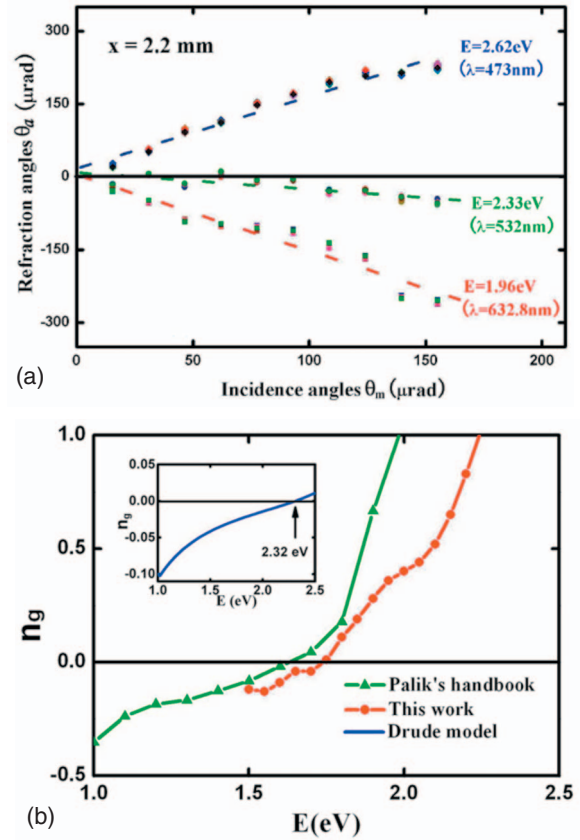 x = 2.2 mm
E=2.62eV
(λ=473nm)
E=2.33eV
(λ=532nm)
E=1.96eV
(λ=632.8nm)
Refraction angles θd (μrad)
300
150
0
-150
-300
0
50
100
150
200
Incidence angles θm (μrad)
(a)
1.0
0.5
0.0
-0.5
ng
0.05
0.00
-0.05
-0.10
ng
2.32 eV
1.0
1.5
2.0
2.5
E (eV)
Palik's handbook
This work
Drude model
1.0
1.5
2.0
2.5
E(eV)
(b)